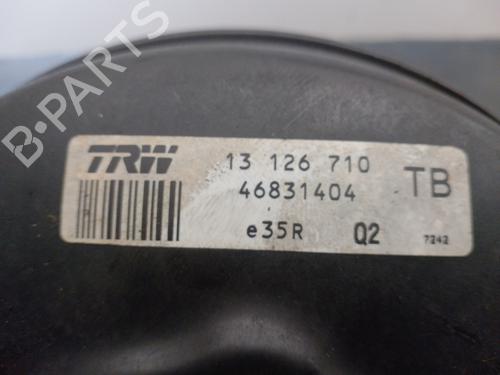 B-PARTS
TRW 13 126 710
46831404 TB
e35R Q2 7242